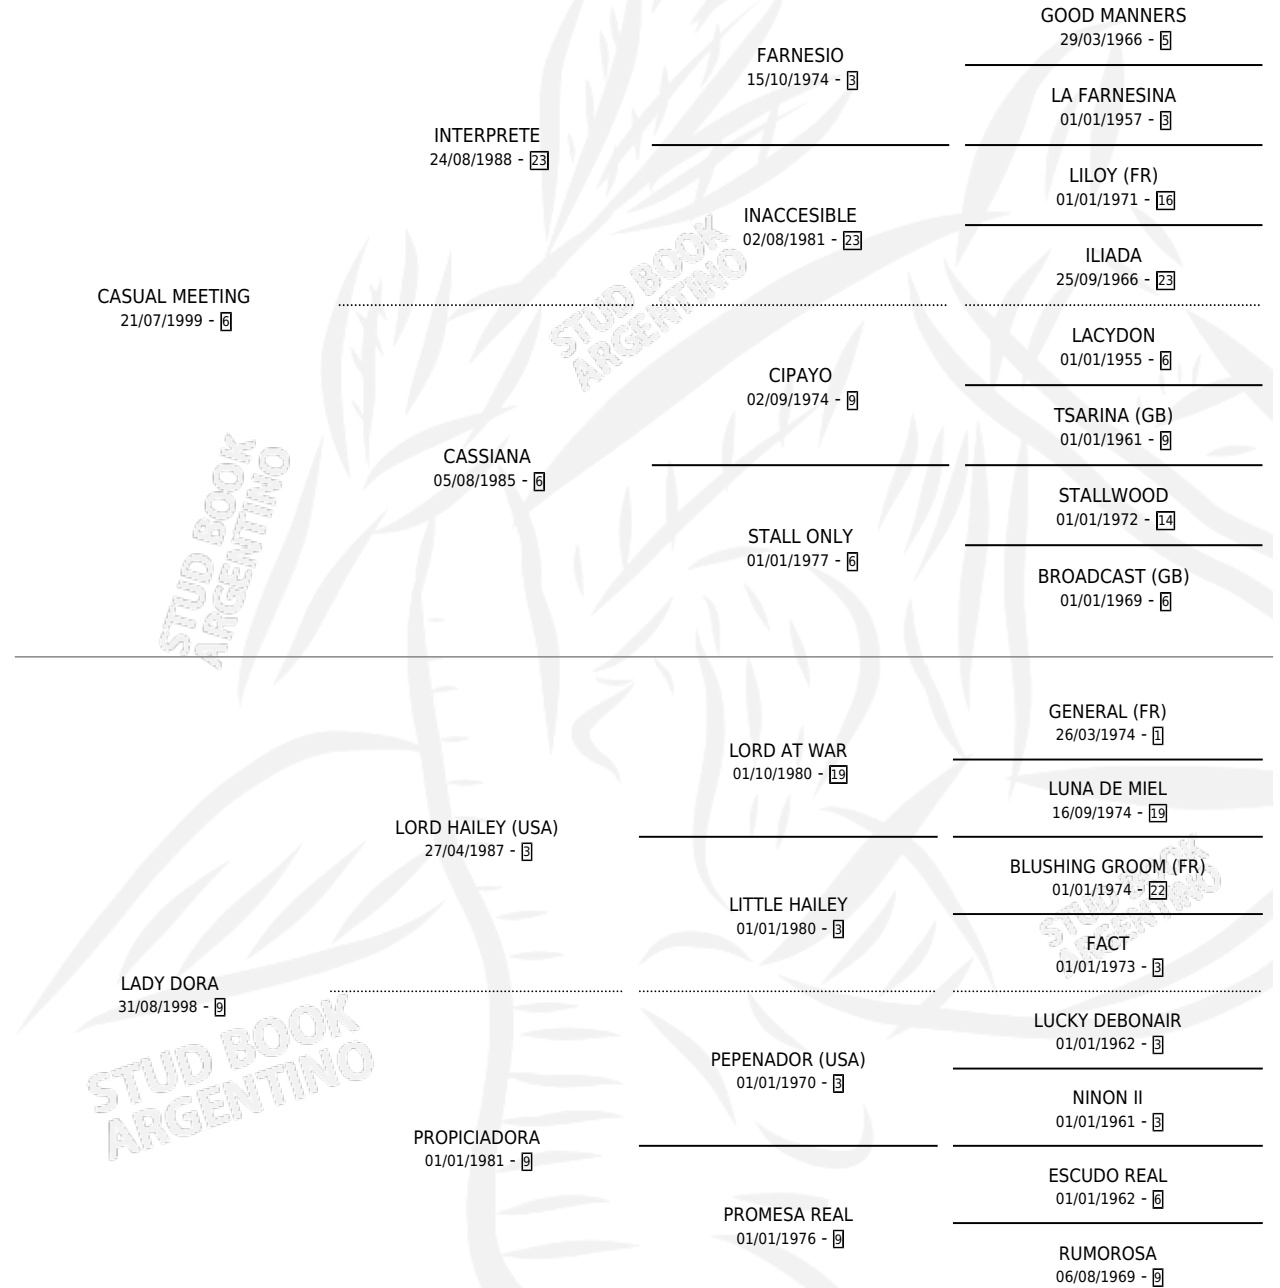 GOOD MANNERS
29/03/1966 - 5
FARNESIO
15/10/1974 - 3
LA FARNESINA
01/01/1957 - 3
INTERPRETE
24/08/1988 - 23
LILOY (FR)
01/01/1971 - 16
INACCESIBLE
02/08/1981 - 23
ILIADA
25/09/1966 - 23
CASUAL MEETING
21/07/1999 - 6
LACYDON
01/01/1955 - 6
CIPAYO
02/09/1974 - 9
TSARINA (GB)
01/01/1961 - 9
CASSIANA
05/08/1985 - 6
STALLWOOD
01/01/1972 - 14
STALL ONLY
01/01/1977 - 6
BROADCAST (GB)
01/01/1969 - 6
GENERAL (FR)
26/03/1974 - 1
LORD AT WAR
01/10/1980 - 19
LUNA DE MIEL
16/09/1974 - 19
LORD HAILEY (USA)
27/04/1987 - 3
BLUSHING GROOM (FR)
01/01/1974 - 22
LITTLE HAILEY
01/01/1980 - 3
FACT
01/01/1973 - 3
LADY DORA
31/08/1998 - 9
LUCKY DEBONAIR
01/01/1962 - 3
PEPENADOR (USA)
01/01/1970 - 3
NINON II
01/01/1961 - 3
PROPICIADORA
01/01/1981 - 9
ESCUDO REAL
01/01/1962 - 6
PROMESA REAL
01/01/1976 - 9
RUMOROSA
06/08/1969 - 9
STUD BOOK
ARGENTINO
STUD BOOK
ARGENTINO
STUD BOOK
ARGENTINO
STUD BOOK
ARGENTINO